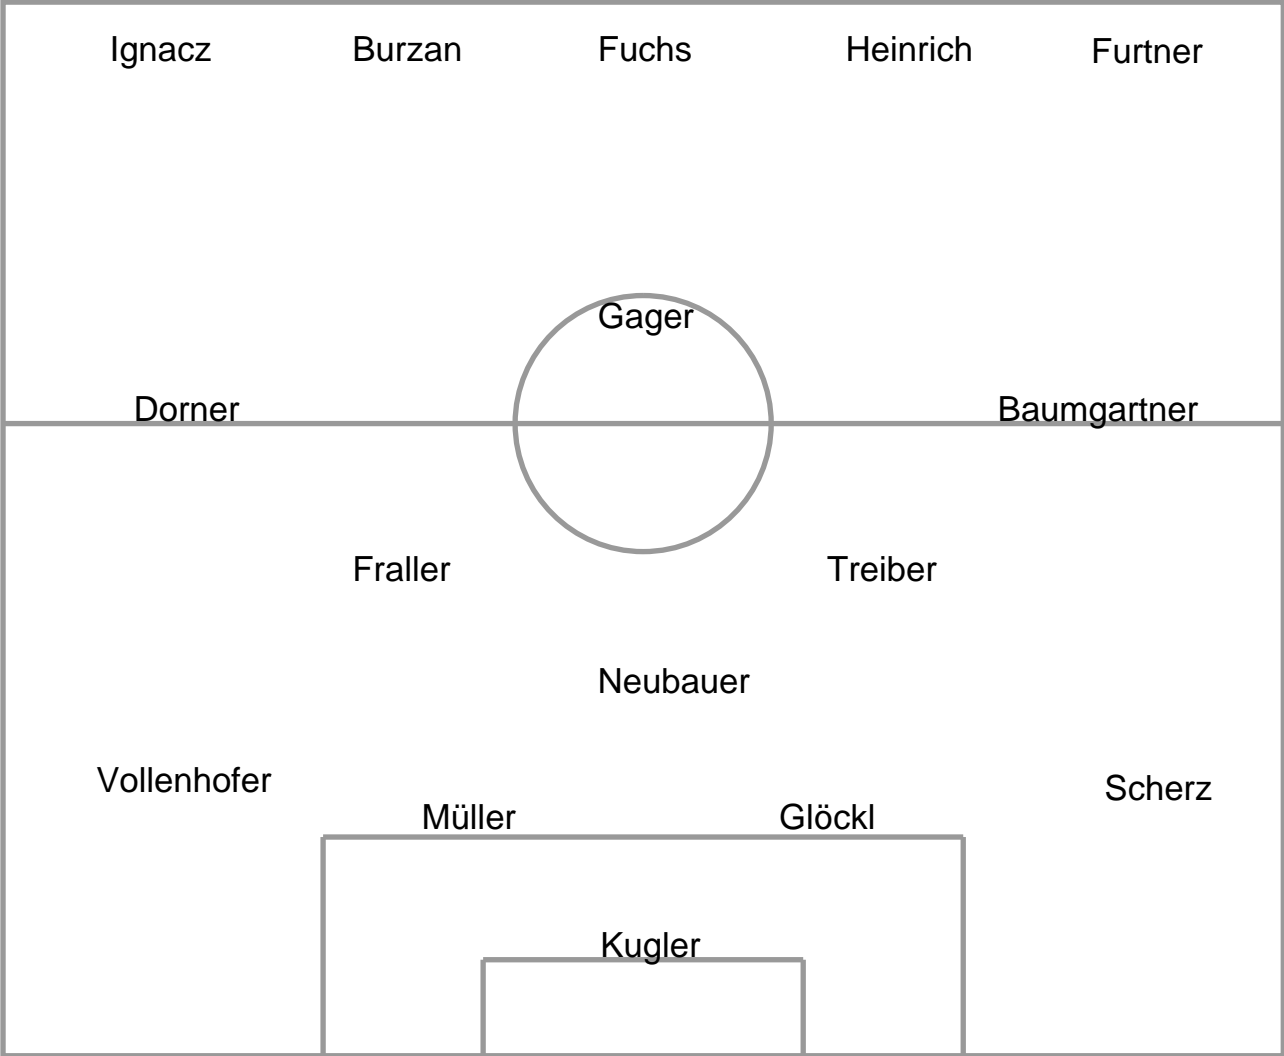 Ignacz Burzan Fuchs Heinrich Furtner
Gager
Dorner Baumgartner
Fraller Treiber
Neubauer
Vollenhofer Scherz
Müller Glöckl
Kugler